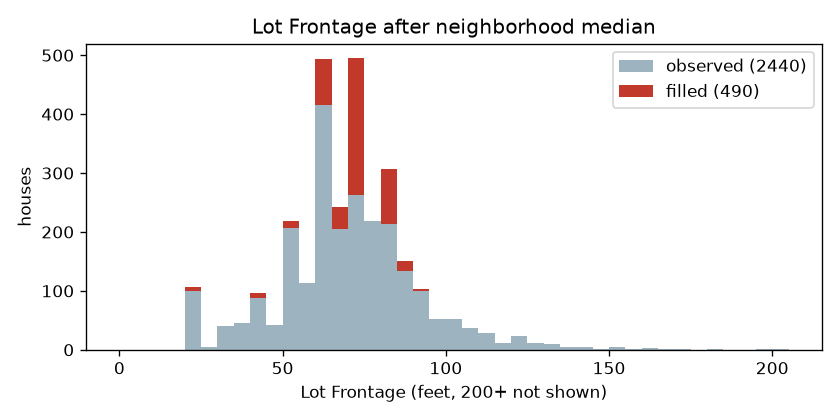 Lot Frontage after neighborhood median
observed (2440)
filled (490)
houses
500
400
300
200
100
0
0 50 100 150 200
Lot Frontage (feet, 200+ not shown)